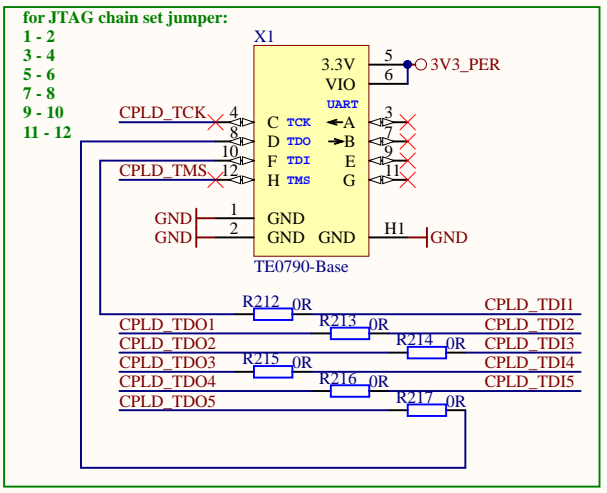 for JTAG chain set jumper:
1 - 2
3 - 4
5 - 6
7 - 8
9 - 10
11 - 12
X1
3.3V 5 3V3_PER
VIO 6
UART
CPLD_TCK 4 C TCK A 3
8 D TDO B 7
10 F TDI E 9
CPLD_TMS 12 H TMS G 11
GND 1 GND
GND 2 GND GND H1 GND
TE0790-Base
R212 0R CPLD_TDI1
CPLD_TDO1 R213 0R CPLD_TDI2
CPLD_TDO2 R214 0R CPLD_TDI3
CPLD_TDO3 R215 0R CPLD_TDI4
CPLD_TDO4 R216 0R CPLD_TDI5
CPLD_TDO5 R217 0R